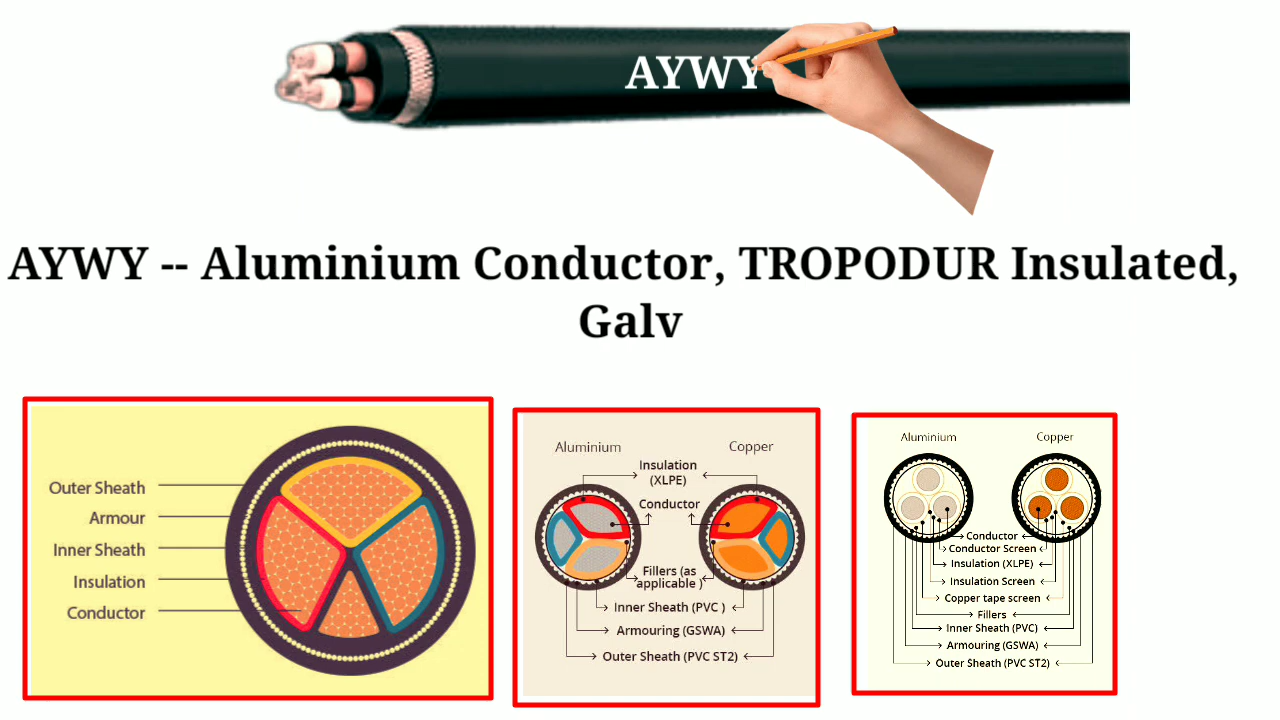 AYWY
AYWY -- Aluminium Conductor, TROPODUR Insulated,
Galv
Outer Sheath
Armour
Inner Sheath
Insulation
Conductor
Aluminium
Copper
Insulation
(XLPE)
Conductor
Fillers (as
applicable )
Inner Sheath (PVC )
Armouring (GSWA)
Outer Sheath (PVC ST2)
Aluminium
Copper
Conductor
Conductor Screen
Insulation (XLPE)
Insulation Screen
Copper tape screen
Fillers
Inner Sheath (PVC)
Armouring (GSWA)
Outer Sheath (PVC ST2)